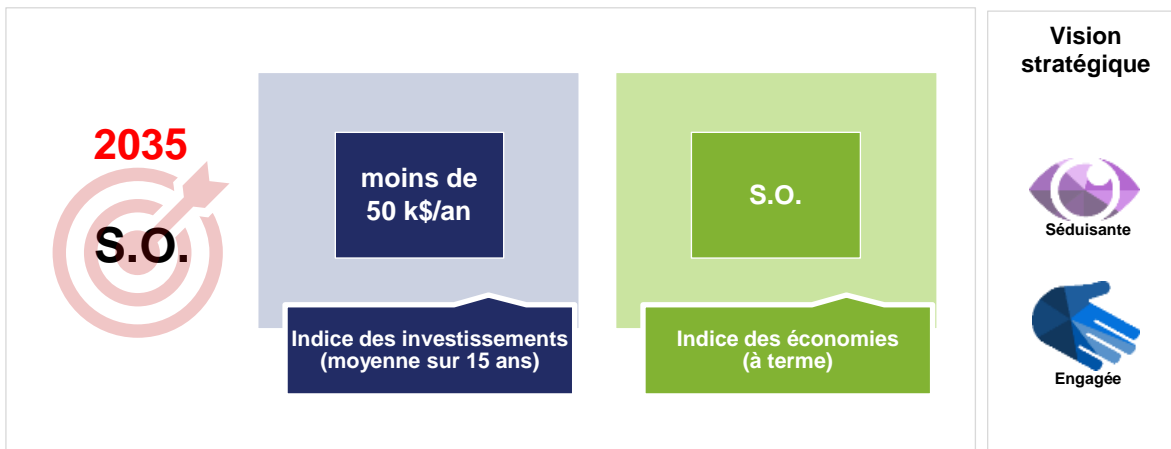 2035
S.O.
moins de
50 k$/an
Indice des investissements
(moyenne sur 15 ans)
S.O.
Indice des économies
(à terme)
Vision
stratégique
Séduisante
Engagée